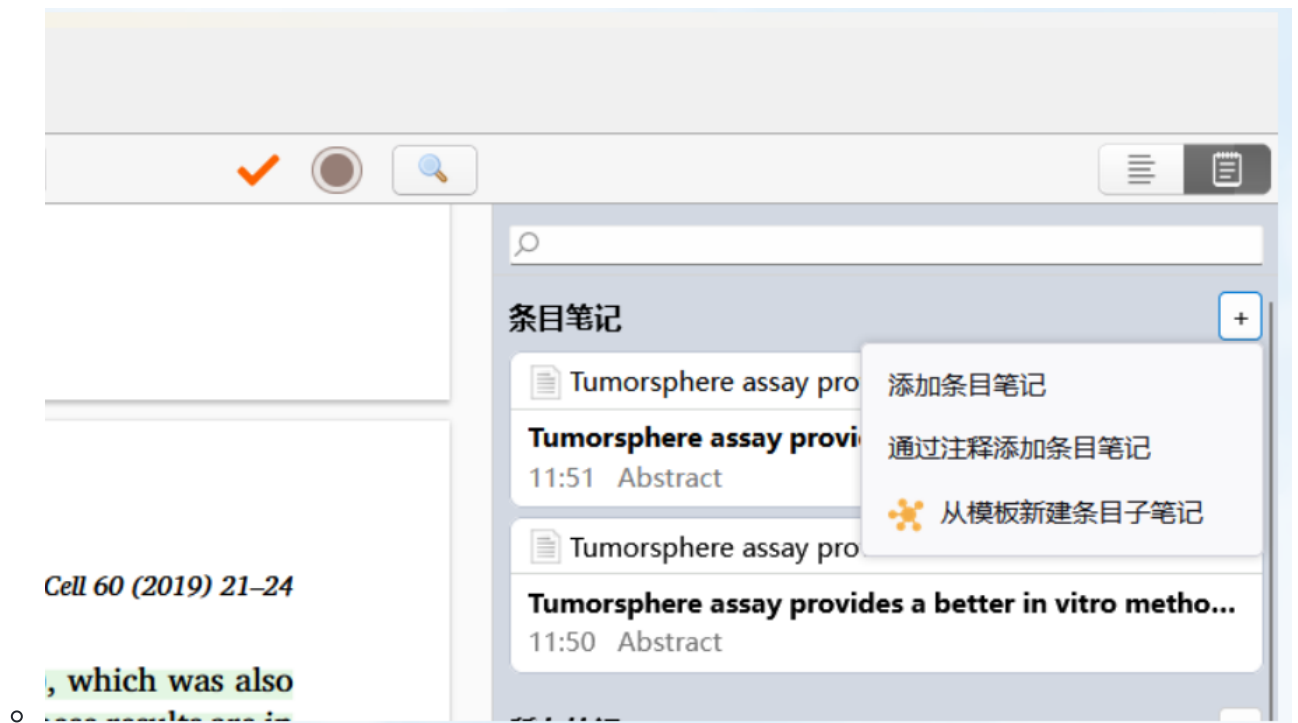 条目笔记
+
Tumorsphere assay pro
添加条目笔记
Tumorsphere assay provi
通过注释添加条目笔记
11:51 Abstract
从模板新建条目子笔记
Tumorsphere assay pro
Cell 60 (2019) 21–24
Tumorsphere assay provides a better in vitro metho...
11:50 Abstract
, which was also